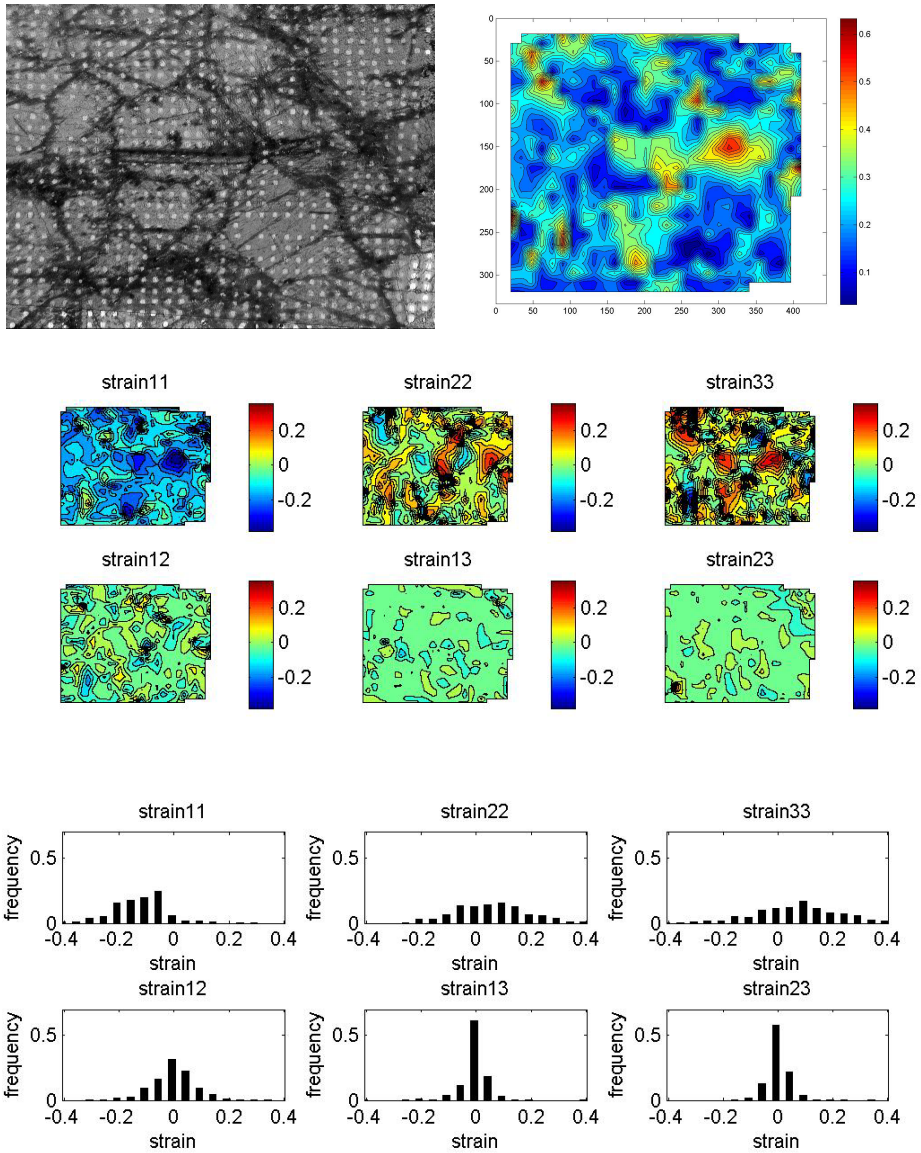 0
50
100
150
200
250
300
0 50 100 150 200 250 300 350 400
0.6
0.5
0.4
0.3
0.2
0.1
strain11 strain22 strain33
0.2 0.2 0.2
0 0 0
-0.2 -0.2 -0.2
strain12 strain13 strain23
0.2 0.2 0.2
0 0 0
-0.2 -0.2 -0.2
strain11 strain22 strain33
frequency frequency frequency
0.5 0.5 0.5
0 0 0
-0.4 -0.2 0 0.2 0.4 -0.4 -0.2 0 0.2 0.4 -0.4 -0.2 0 0.2 0.4
strain strain strain
strain12 strain13 strain23
frequency frequency frequency
0.5 0.5 0.5
0 0 0
-0.4 -0.2 0 0.2 0.4 -0.4 -0.2 0 0.2 0.4 -0.4 -0.2 0 0.2 0.4
strain strain strain